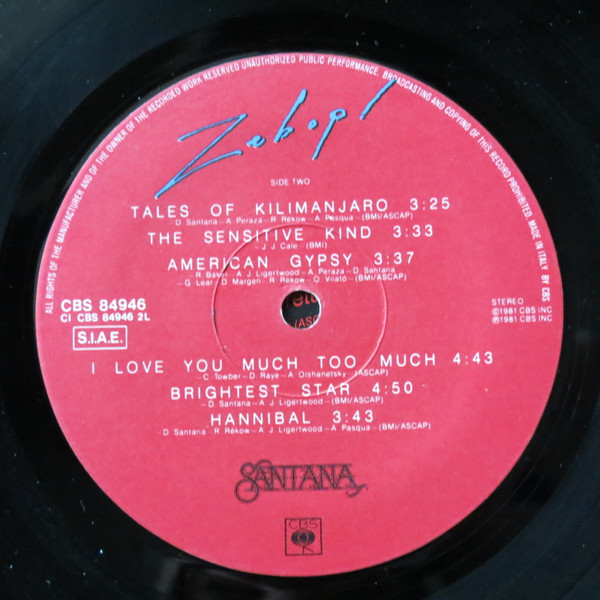 ALL RIGHTS OF THE MANUFACTURER AND OF THE OWNER OF THE RECORDED WORK RESERVED UNAUTHORIZED PUBLIC PERFORMANCE, BROADCASTING AND COPYING OF THIS RECORD PROHIBITED. MADE IN ITALY BY CBS
Zebop!
SIDE TWO
TALES OF KILIMANJARO 3:25
D Santana - A Peraza - R Rekow - A Pasqua - (BMI/ASCAP)
THE SENSITIVE KIND 3:33
- J J Cale - (BMI)
AMERICAN GYPSY 3:37
- R Baker - A J Ligertwood - A Peraza - D Santana
- G Lear - D Margen - R Rekow - O Vilató - (BMI/ASCAP)
CBS 84946
CI CBS 84946 2L
S.I.A.E.
STEREO
℗1981 CBS INC
©1981 CBS INC
(ASC
I LOVE YOU MUCH TOO MUCH 4:43
- C Towber - D Raye - A Olshanetsky - (ASCAP)
BRIGHTEST STAR 4:50
- D Santana - A J Ligertwood - (BMI/ASCAP)
HANNIBAL 3:43
- D Santana - R Rekow - A J Ligertwood - A Pasqua - (BMI/ASCAP)
SANTANA
CBS